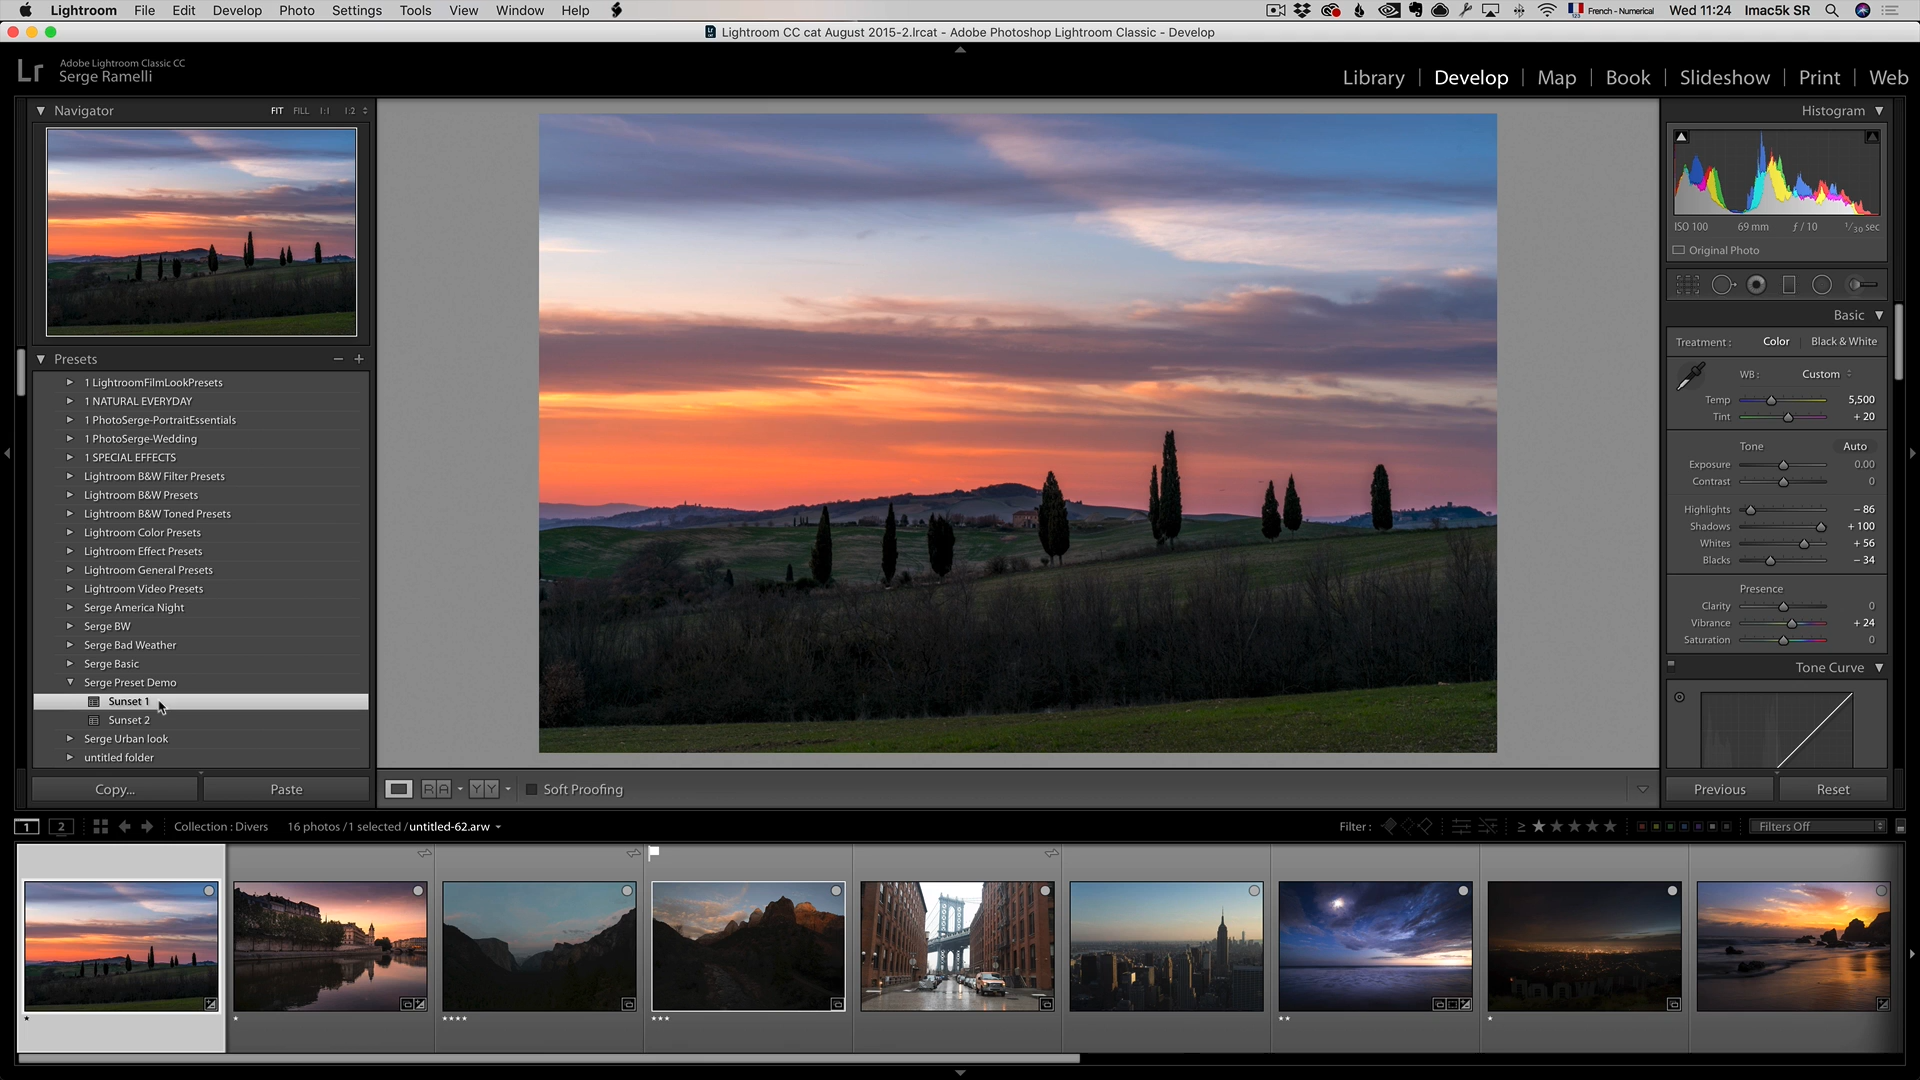 Lightroom File Edit Develop Photo Settings Tools View Window Help French - Numerical Wed 11:24 Imac5k SR
Lightroom CC cat August 2015-2.lrcat - Adobe Photoshop Lightroom Classic - Develop
Lr Adobe Lightroom Classic CC
Serge Ramelli
Library | Develop | Map | Book | Slideshow | Print | Web
Navigator FIT FILL 1:1 1:2
Presets
1 LightroomFilmLookPresets
1 NATURAL EVERYDAY
1 PhotoSerge-PortraitEssentials
1 PhotoSerge-Wedding
1 SPECIAL EFFECTS
Lightroom B&W Filter Presets
Lightroom B&W Presets
Lightroom B&W Toned Presets
Lightroom Color Presets
Lightroom Effect Presets
Lightroom General Presets
Lightroom Video Presets
Serge America Night
Serge BW
Serge Bad Weather
Serge Basic
Serge Preset Demo
Sunset 1
Sunset 2
Serge Urban look
untitled folder
Copy... Paste
Soft Proofing
Histogram
ISO 100 69 mm ƒ / 10 1/30 sec
Original Photo
Basic
Treatment : Color | Black & White
WB : Custom
Temp 5,500
Tint + 20
Tone Auto
Exposure 0.00
Contrast 0
Highlights − 86
Shadows + 100
Whites + 56
Blacks − 34
Presence
Clarity 0
Vibrance + 24
Saturation 0
Tone Curve
Previous Reset
1 2 Collection : Divers 16 photos / 1 selected / untitled-62.arw Filter : Filters Off